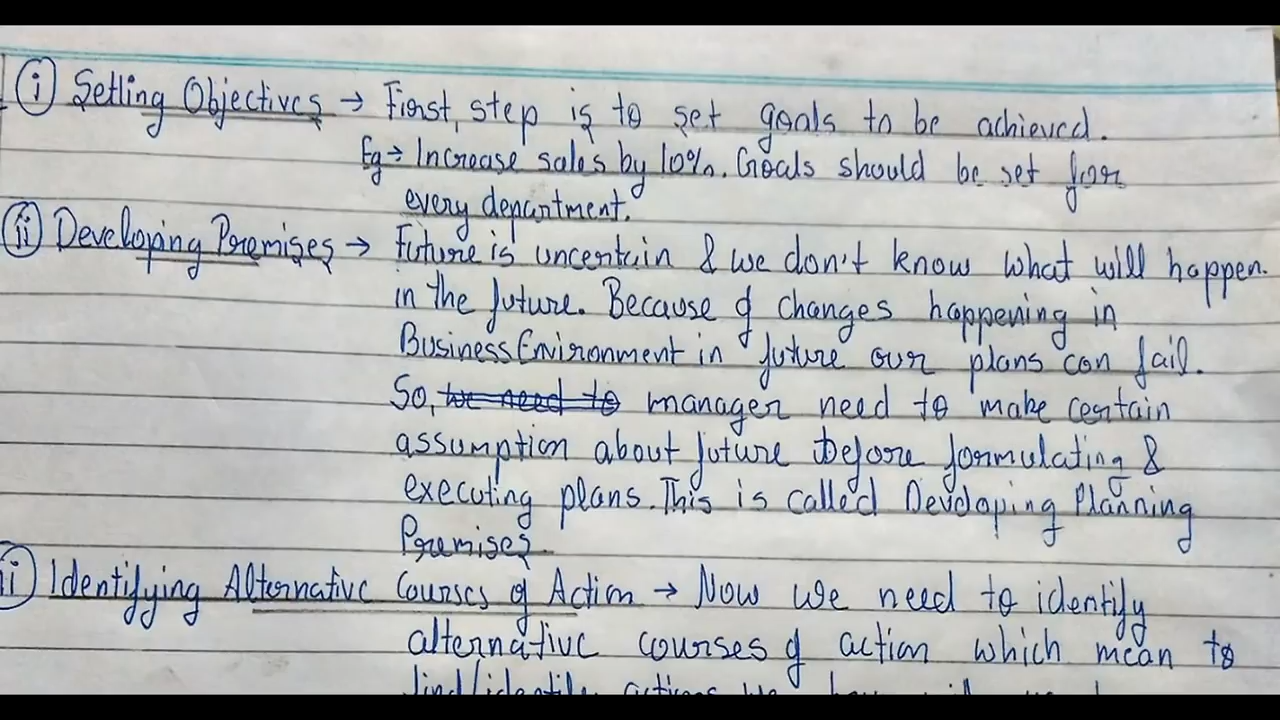 (i) Setting Objectives → First, step is to set goals to be achieved.
Eg → Increase sales by 10%. Goals should be set for
every department.
(ii) Developing Premises → Future is uncertain & we don't know what will happen.
in the future. Because of changes happening in
Business Environment in future our plans can fail.
So, we need to manager need to make certain
assumption about future before formulating &
executing plans. This is called Developing Planning
Premises.
i) Identifying Alternative Courses of Action → Now we need to identify
alternative courses of action which mean to
find/identify actions we